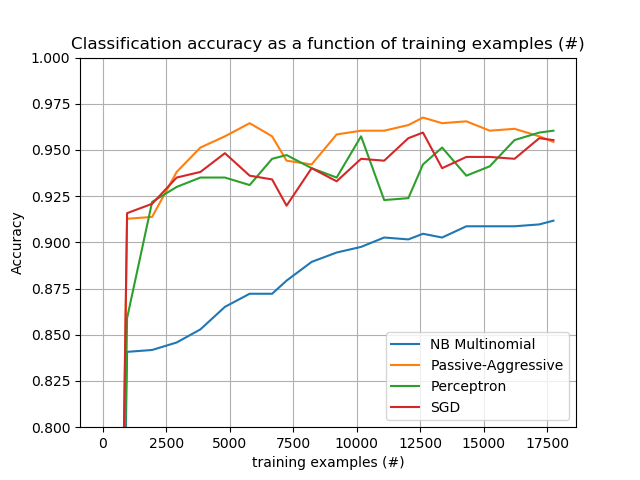 Classification accuracy as a function of training examples (#)
1.000
0.975
0.950
0.925
0.900
0.875
0.850
0.825
0.800
Accuracy
NB Multinomial
Passive-Aggressive
Perceptron
SGD
0 2500 5000 7500 10000 12500 15000 17500
training examples (#)